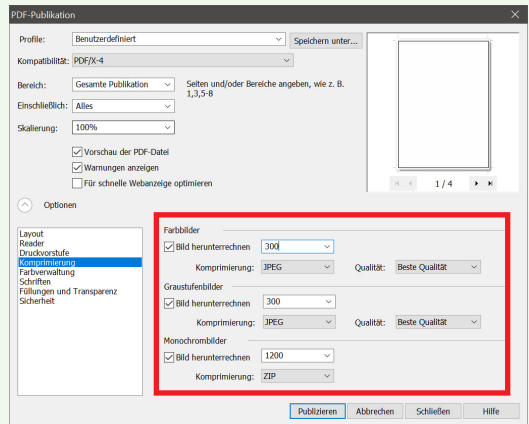 PDF-Publikation
Profile: Benutzerdefiniert Speichern unter...
Kompatibilität: PDF/X-4
Bereich: Gesamte Publikation Seiten und/oder Bereiche angeben, wie z. B.
1,3,5-8
Einschließlich: Alles
Skalierung: 100%
Vorschau der PDF-Datei
Warnungen anzeigen
Für schnelle Webanzeige optimieren
1 / 4
Optionen
Layout
Reader
Druckvorstufe
Komprimierung
Farbverwaltung
Schriften
Füllungen und Transparenz
Sicherheit
Farbbilder
Bild herunterrechnen 300
Komprimierung: JPEG Qualität: Beste Qualität
Graustufenbilder
Bild herunterrechnen 300
Komprimierung: JPEG Qualität: Beste Qualität
Monochrombilder
Bild herunterrechnen 1200
Komprimierung: ZIP
Publizieren Abbrechen Schließen Hilfe